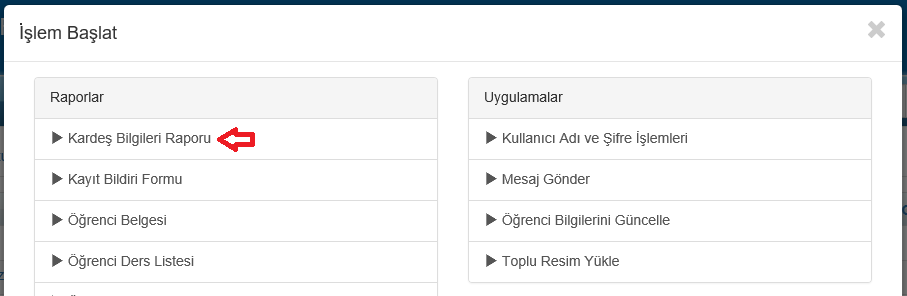 İşlem Başlat
Raporlar
Kardeş Bilgileri Raporu
Kayıt Bildiri Formu
Öğrenci Belgesi
Öğrenci Ders Listesi
Uygulamalar
Kullanıcı Adı ve Şifre İşlemleri
Mesaj Gönder
Öğrenci Bilgilerini Güncelle
Toplu Resim Yükle